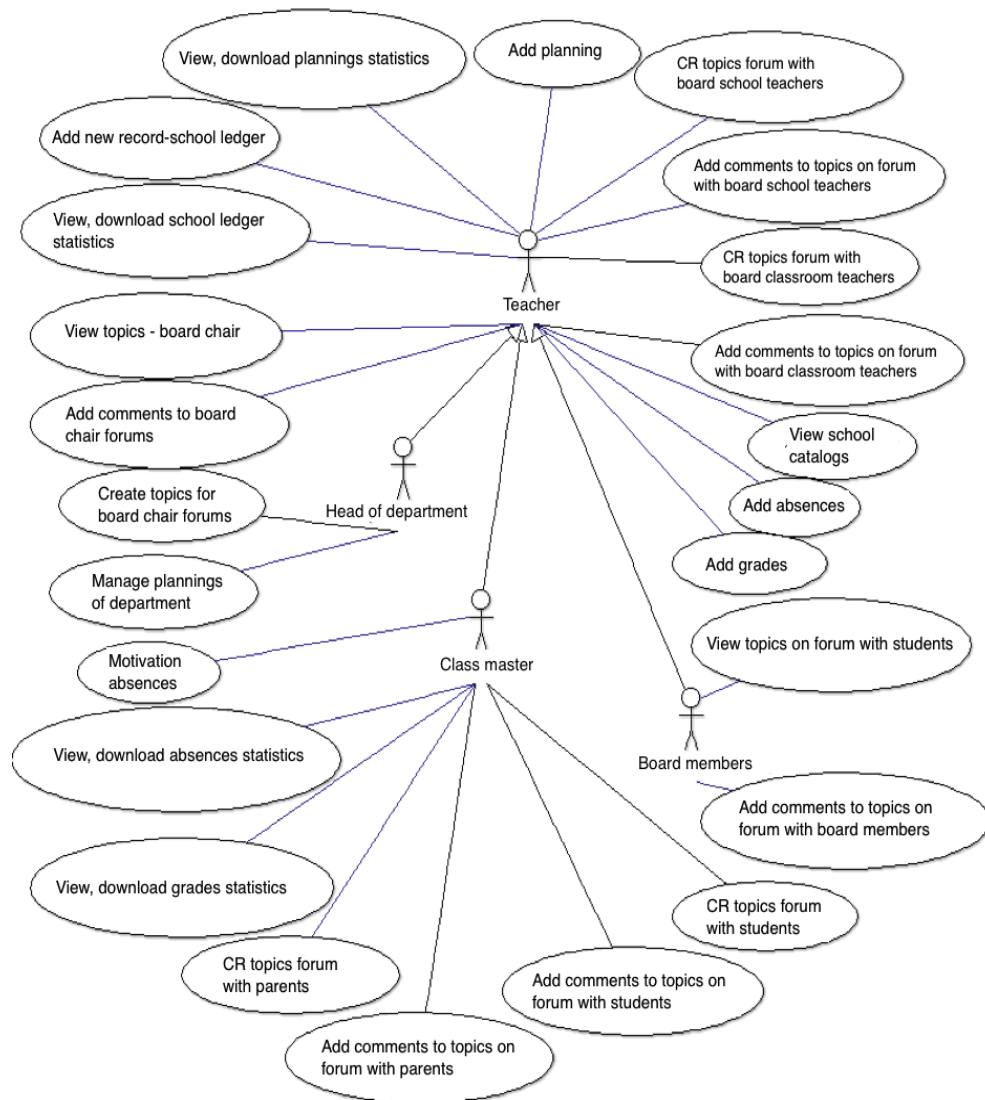 View, download plannings statistics
Add planning
CR topics forum with
board school teachers
Add new record-school ledger
Add comments to topics on forum
with board school teachers
View, download school ledger
statistics
CR topics forum with
board classroom teachers
Teacher
View topics - board chair
Add comments to topics on forum
with board classroom teachers
Add comments to board
chair forums
View school
catalogs
Create topics for
board chair forums
Head of department
Add absences
Add grades
Manage plannings
of department
View topics on forum with students
Motivation
absences
Class master
View, download absences statistics
Board members
Add comments to topics on
forum with board members
View, download grades statistics
CR topics forum
with students
CR topics forum
with parents
Add comments to topics on
forum with students
Add comments to topics on
forum with parents